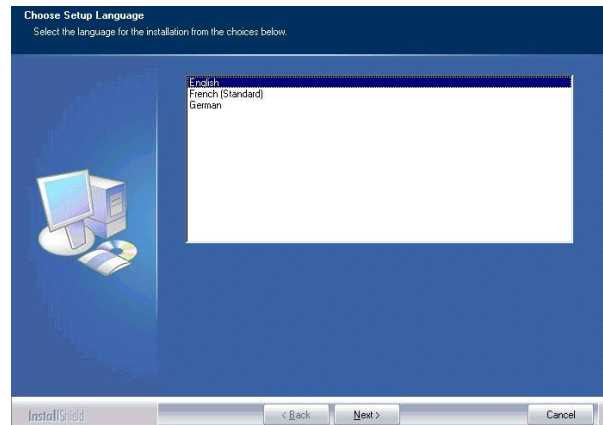 Choose Setup Language
Select the language for the installation from the choices below.
English
French (Standard)
German
InstallShield
< Back
Next >
Cancel